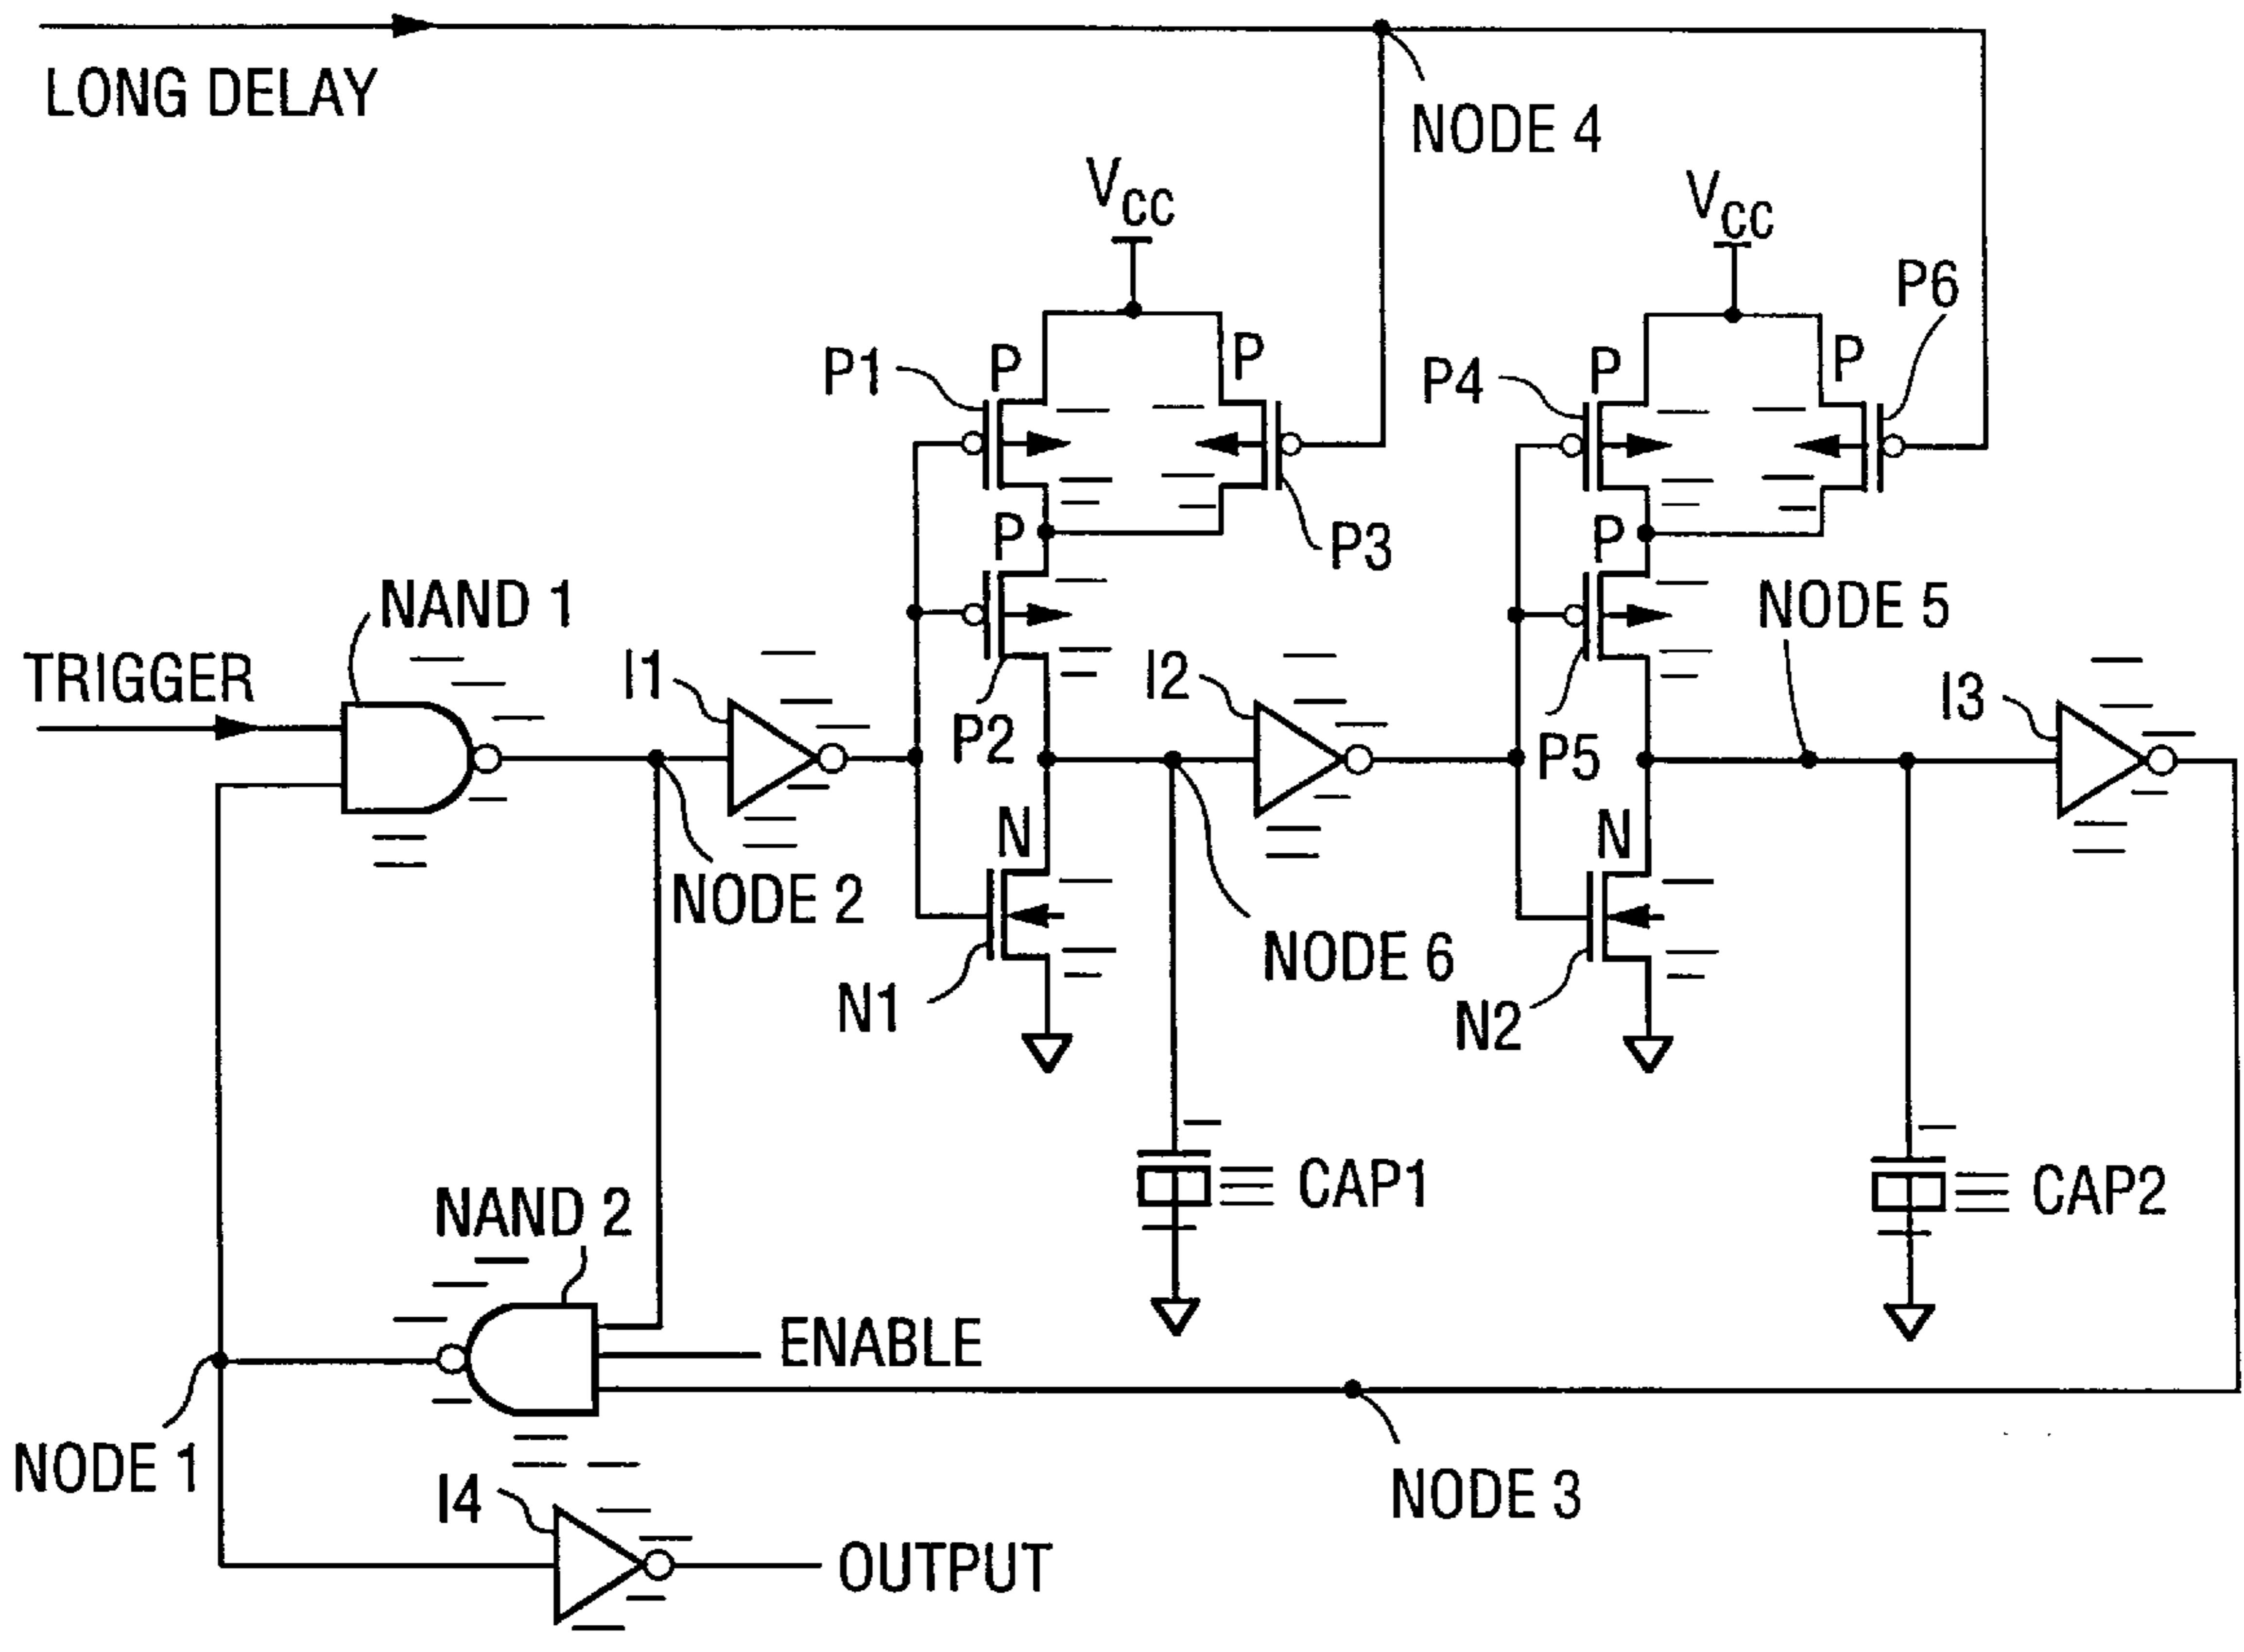 LONG DELAY
NODE 4
VCC
VCC
P6
P1
P
P
P4
P
P
P
P3
P
NODE 5
NAND 1
TRIGGER
I1
P2
I2
P5
I3
N
N
NODE 2
NODE 6
N1
N2
CAP1
CAP2
NAND 2
ENABLE
NODE 1
NODE 3
I4
OUTPUT